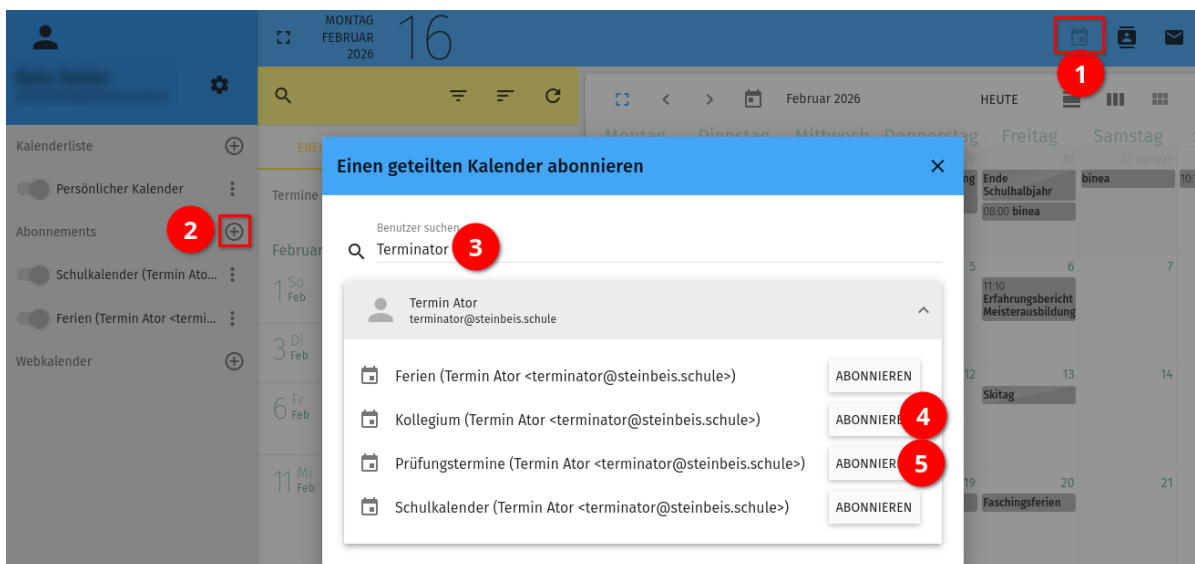 MONTAG
FEBRUAR
2026
16
1
Kalenderliste
Persönlicher Kalender
Abonnements
2
Schulkalender (Termin Ato...
Ferien (Termin Ator <termi...
Webkalender
Termine
Februar
1 So
Feb
3 Di
Feb
6 Fr
Feb
11 Mi
Feb
Februar 2026
HEUTE
Montag Dienstag Mittwoch Donnerstag Freitag Samstag
30
31 Januar
Ende
Schulhalbjahr
08:00 binea
binea
5
6
7
11:10
Erfahrungsbericht
Meisterausbildung
12
13
14
Skitag
19
20
21
Faschingsferien
Einen geteilten Kalender abonnieren
Benutzer suchen
Terminator
3
Termin Ator
terminator@steinbeis.schule
Ferien (Termin Ator <terminator@steinbeis.schule>) ABONNIEREN
Kollegium (Termin Ator <terminator@steinbeis.schule>) ABONNIERE 4
Prüfungstermine (Termin Ator <terminator@steinbeis.schule>) ABONNIER 5
Schulkalender (Termin Ator <terminator@steinbeis.schule>) ABONNIEREN